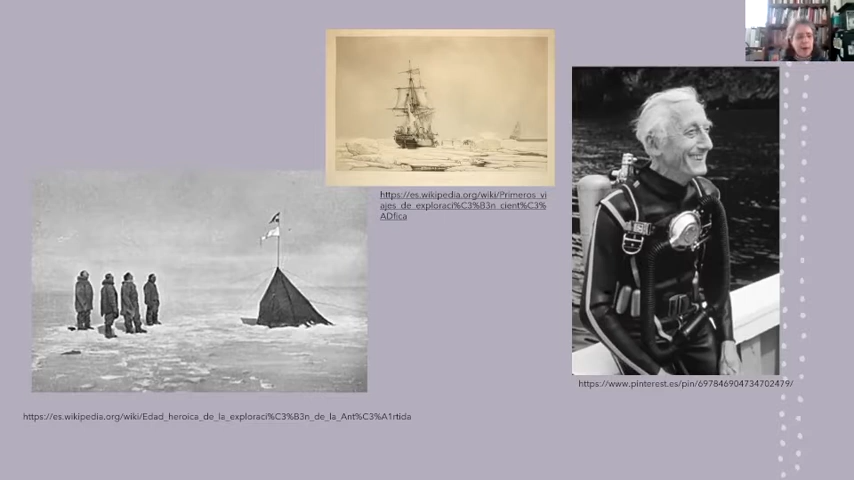 https://es.wikipedia.org/wiki/Primeros_vi
ajes_de_exploraci%C3%B3n_cient%C3%
ADfica
https://www.pinterest.es/pin/697846904734702479/
https://es.wikipedia.org/wiki/Edad_heroica_de_la_exploraci%C3%B3n_de_la_Ant%C3%A1rtida